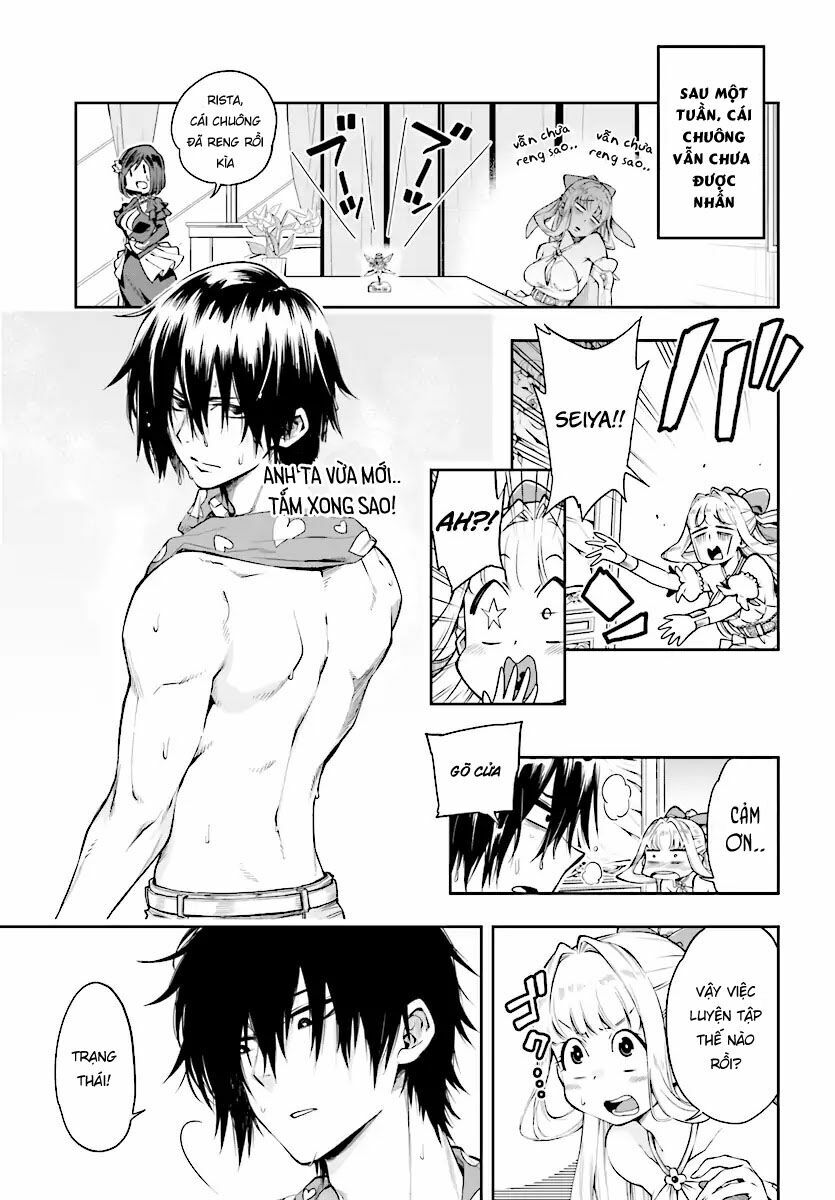 SAU MỘT
TUẦN, CÁI
CHUÔNG
VẪN CHƯA
ĐƯỢC
NHẤN
vẫn chưa
reng sao..
vẫn chưa
reng sao..
RISTA,
CÁI CHUÔNG
ĐÃ RENG RỒI
KÌA
SEIYA!!
AH?!
ANH TA VỪA MỚI..
TẮM XONG SAO!
GÕ CỬA
CẢM
ƠN..
VẬY VIỆC
LUYỆN TẬP
THẾ NÀO
RỒI?
ゴク…
TRẠNG
THÁI!